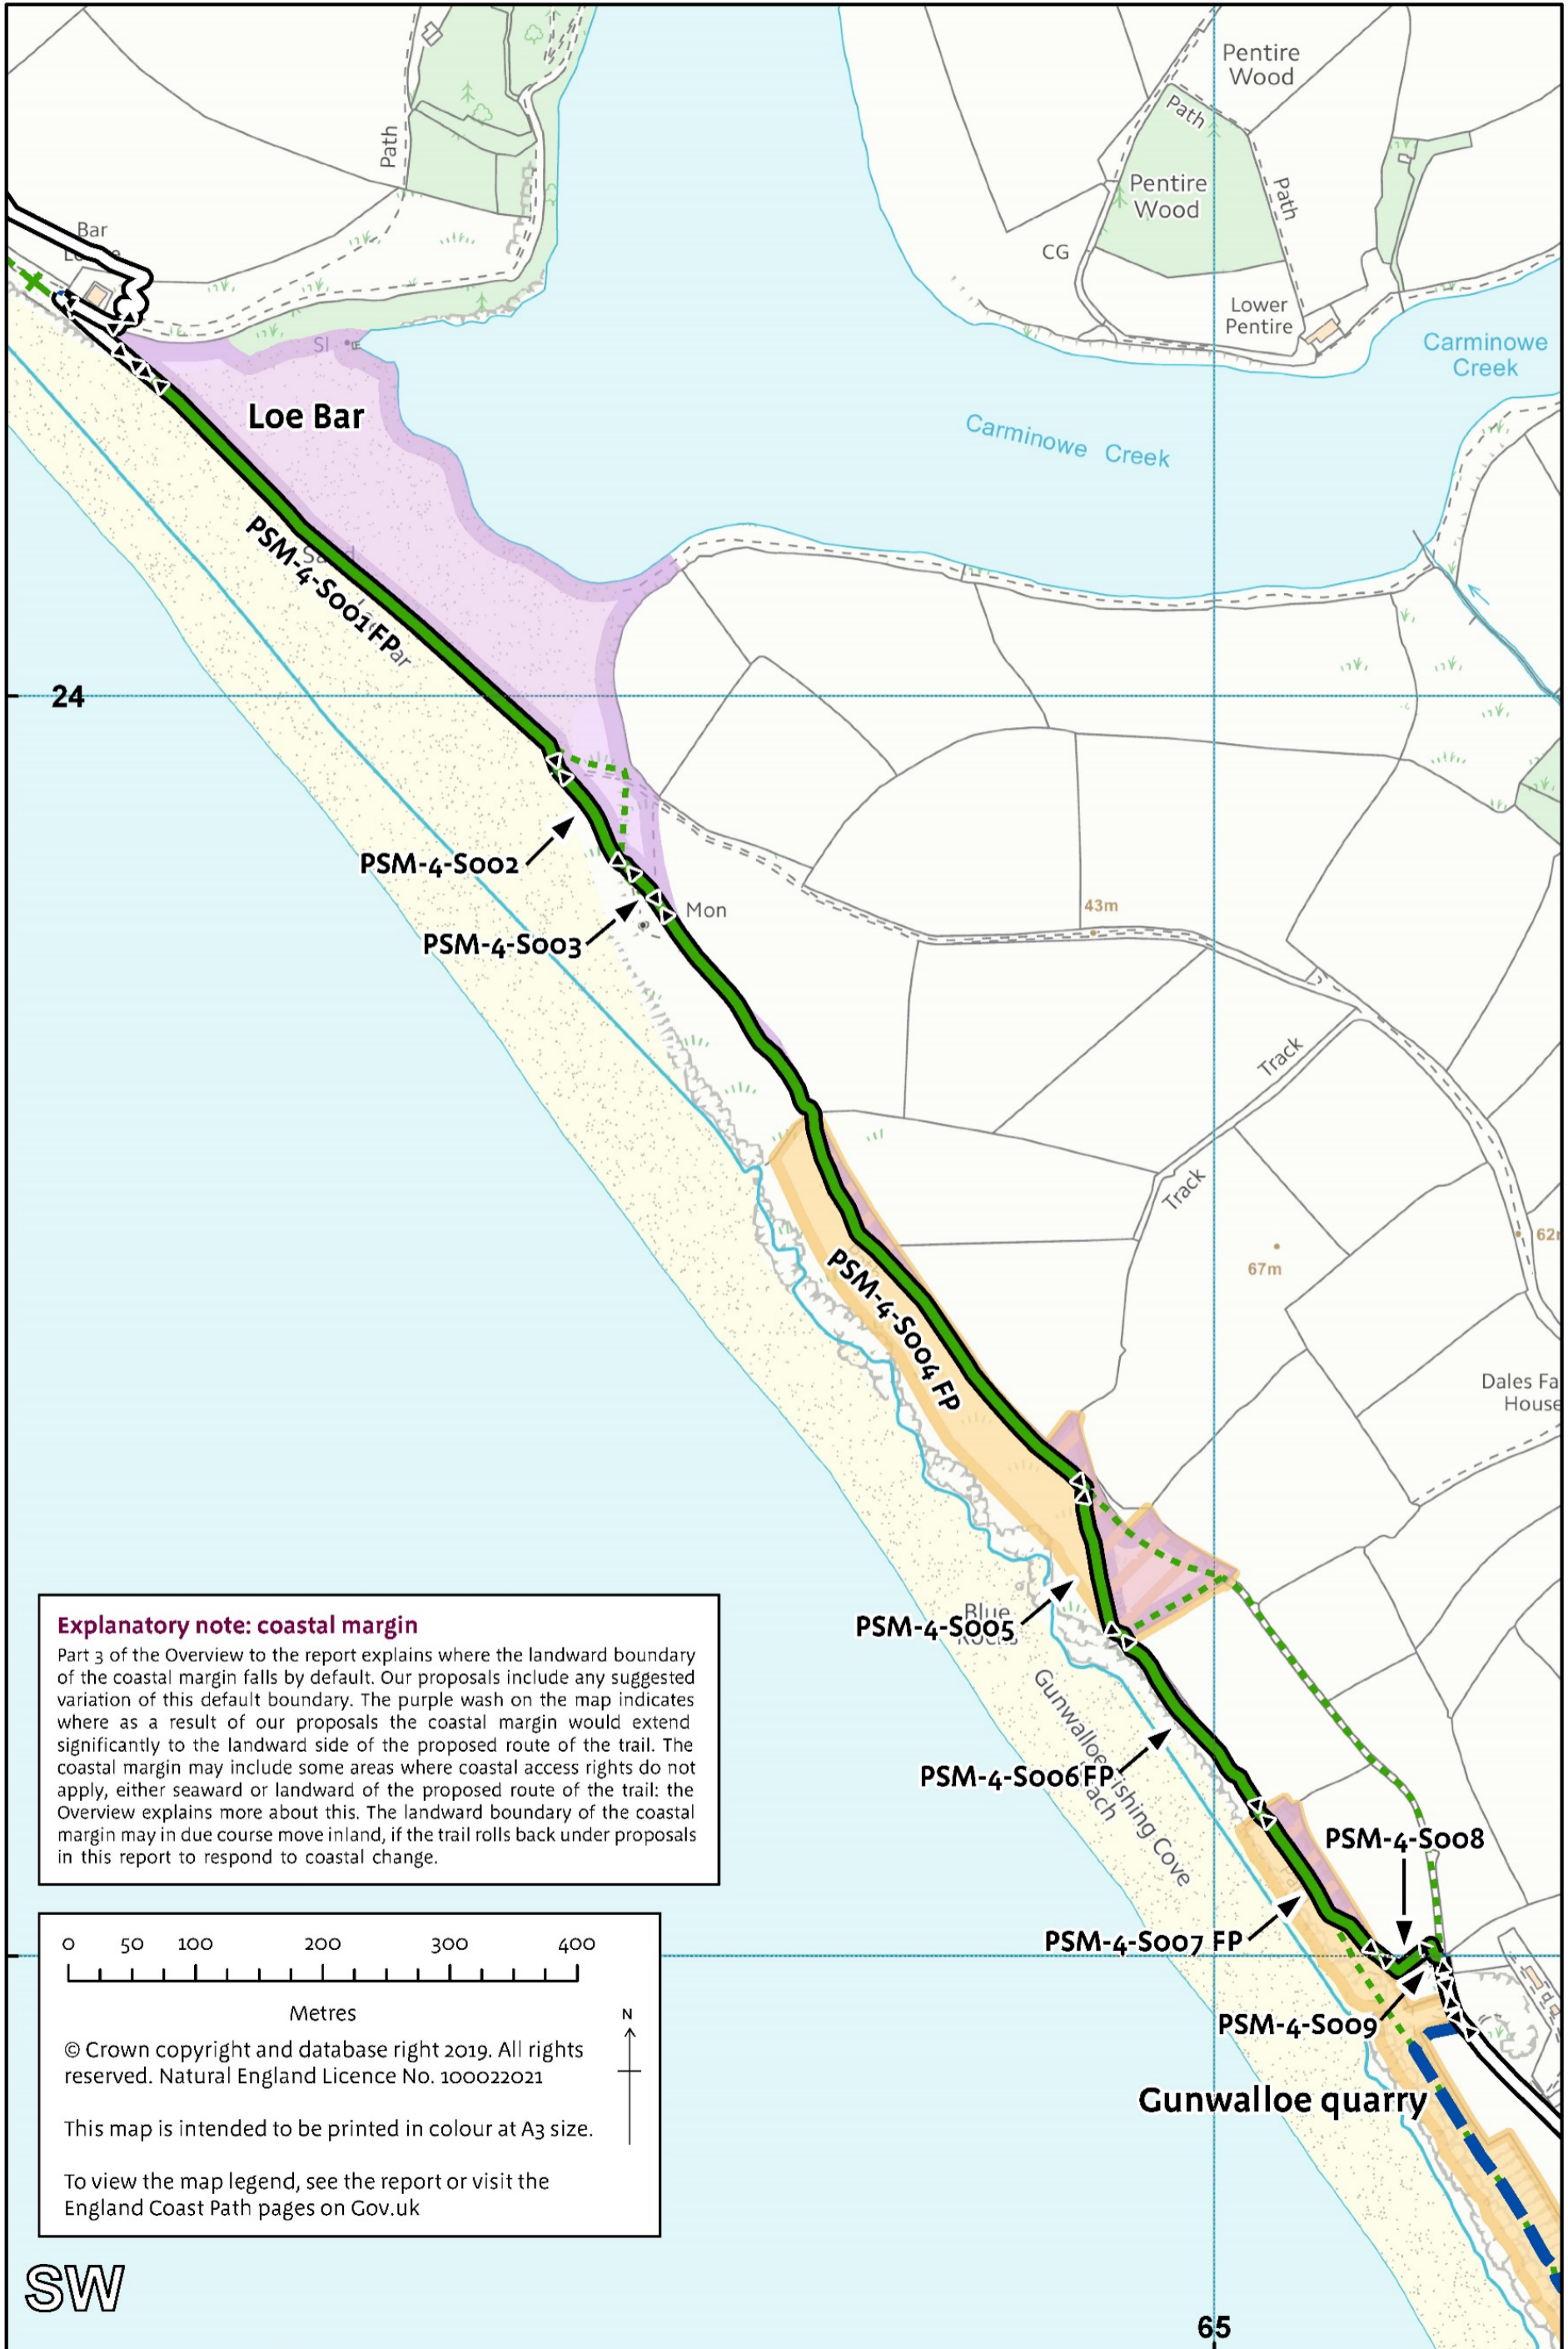 Pentire
Wood
Path
Path
Pentire
Wood
Path
Bar
CG
Lower
Pentire
Carminowe
Creek
SI
Loe Bar
Carminowe Creek
PSM-4-S001FP
24
PSM-4-S002
Mon
43m
PSM-4-S003
Track
Track
67m
PSM-4-S004 FP
Dales Fa
House
Explanatory note: coastal margin
Part 3 of the Overview to the report explains where the landward boundary
of the coastal margin falls by default. Our proposals include any suggested
variation of this default boundary. The purple wash on the map indicates
where as a result of our proposals the coastal margin would extend
significantly to the landward side of the proposed route of the trail. The
coastal margin may include some areas where coastal access rights do not
apply, either seaward or landward of the proposed route of the trail: the
Overview explains more about this. The landward boundary of the coastal
margin may in due course move inland, if the trail rolls back under proposals
in this report to respond to coastal change.
Blue
PSM-4-S005
Gunwalloe Fishing Cove
PSM-4-S006FP
PSM-4-S008
PSM-4-S007 FP
PSM-4-S009
Gunwalloe quarry
0 50 100 200 300 400
Metres
N
© Crown copyright and database right 2019. All rights
reserved. Natural England Licence No. 100022021
This map is intended to be printed in colour at A3 size.
To view the map legend, see the report or visit the
England Coast Path pages on Gov.uk
SW
65